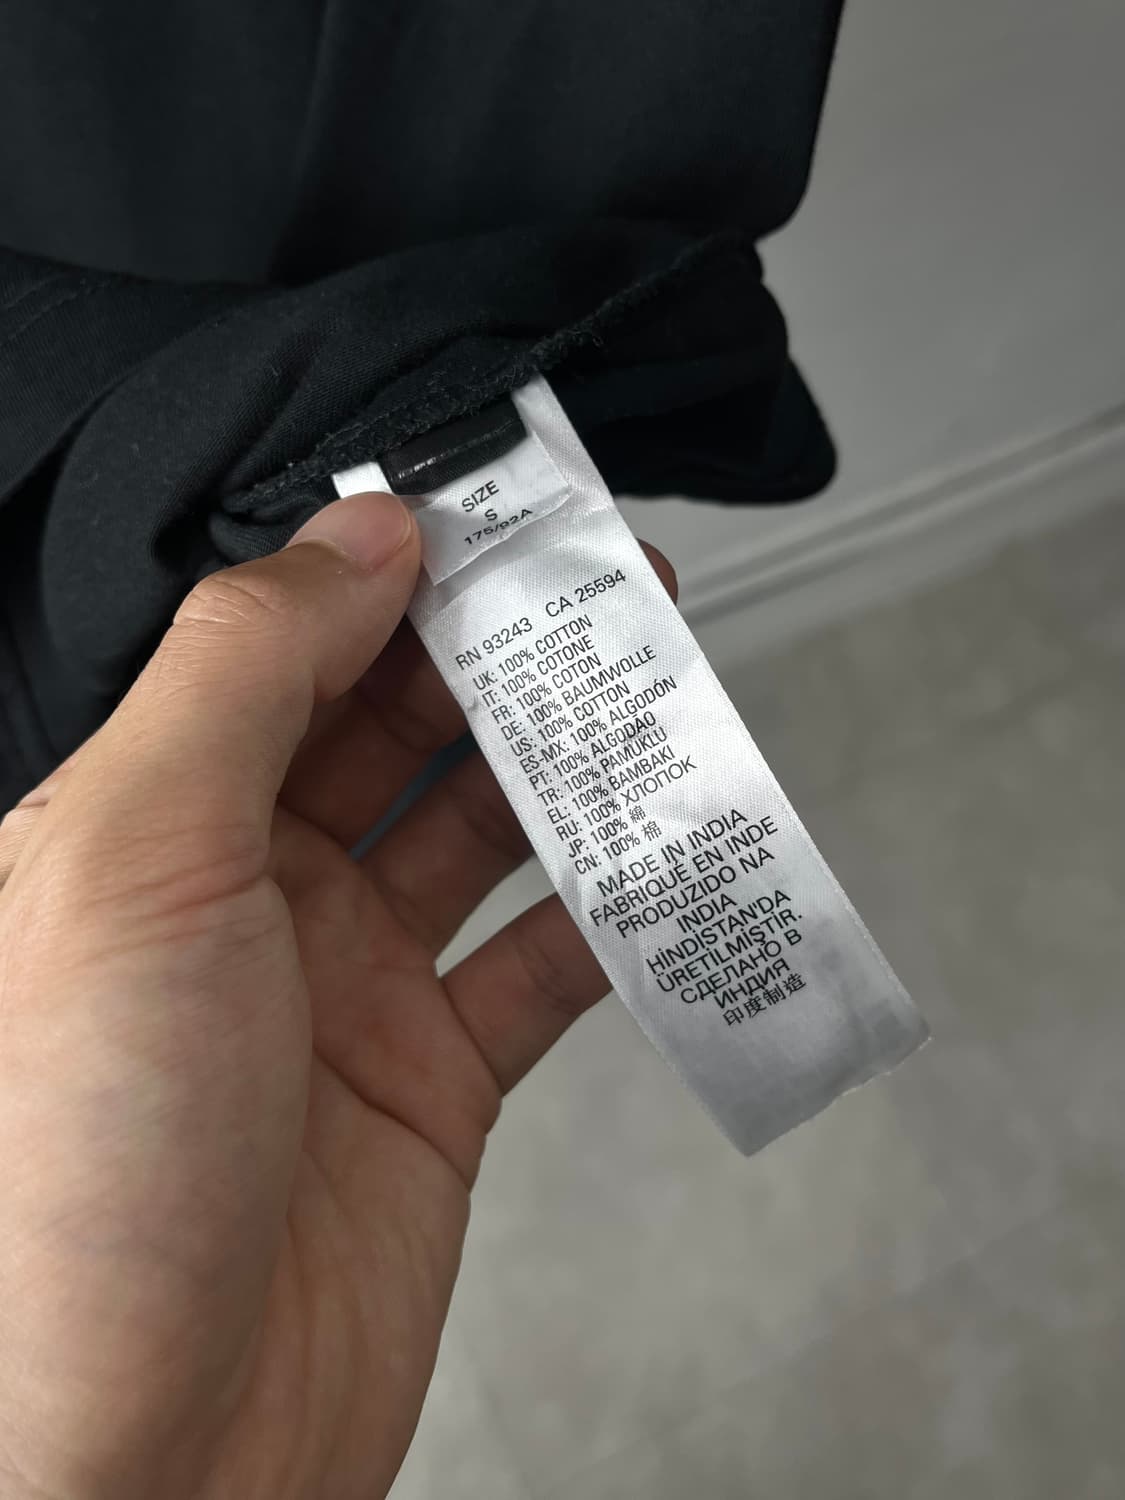 SIZE
S
175/92A
RN 93243 CA 25594
UK: 100% COTTON
IT: 100% COTONE
FR: 100% COTON
DE: 100% BAUMWOLLE
US: 100% COTTON
ES-MX: 100% ALGODÓN
PT: 100% ALGODAO
TR: 100% PAMUKLU
EL: 100% BAMBAKI
RU: 100% ХЛОПОК
JP: 100% 綿
CN: 100% 棉
MADE IN INDIA
FABRIQUE EN INDE
PRODUZIDO NA
INDIA
HİNDİSTAN'DA
ÜRETİLMİŞTİR.
СДЕЛАНО В
ИНДИЯ
印度制造